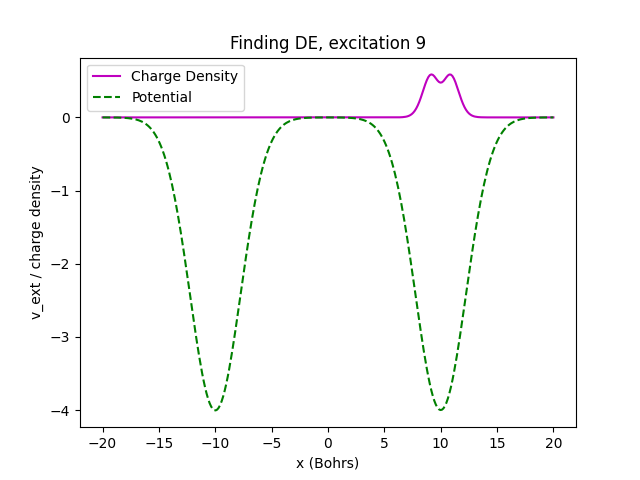 Finding DE, excitation 9
Charge Density
Potential
0
−1
−2
−3
−4
v_ext / charge density
−20 −15 −10 −5 0 5 10 15 20
x (Bohrs)